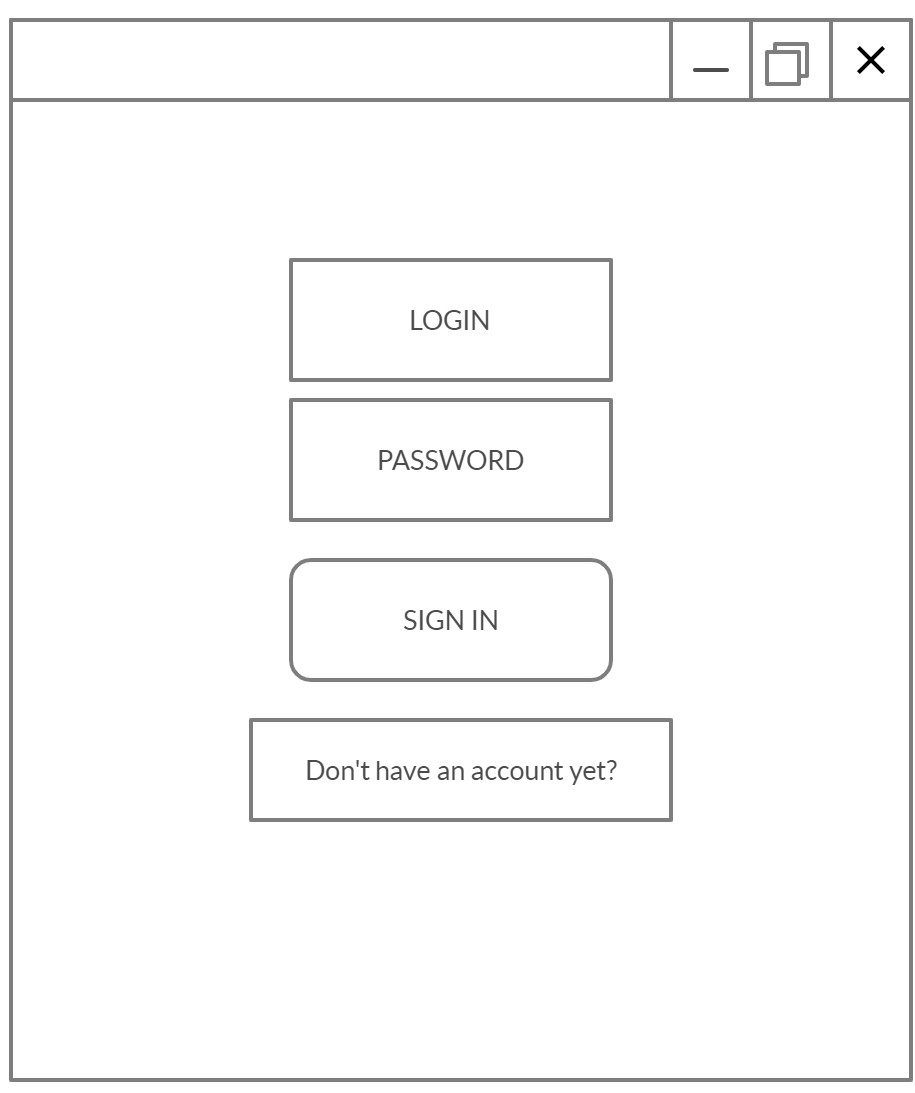 LOGIN
PASSWORD
SIGN IN
Don't have an account yet?